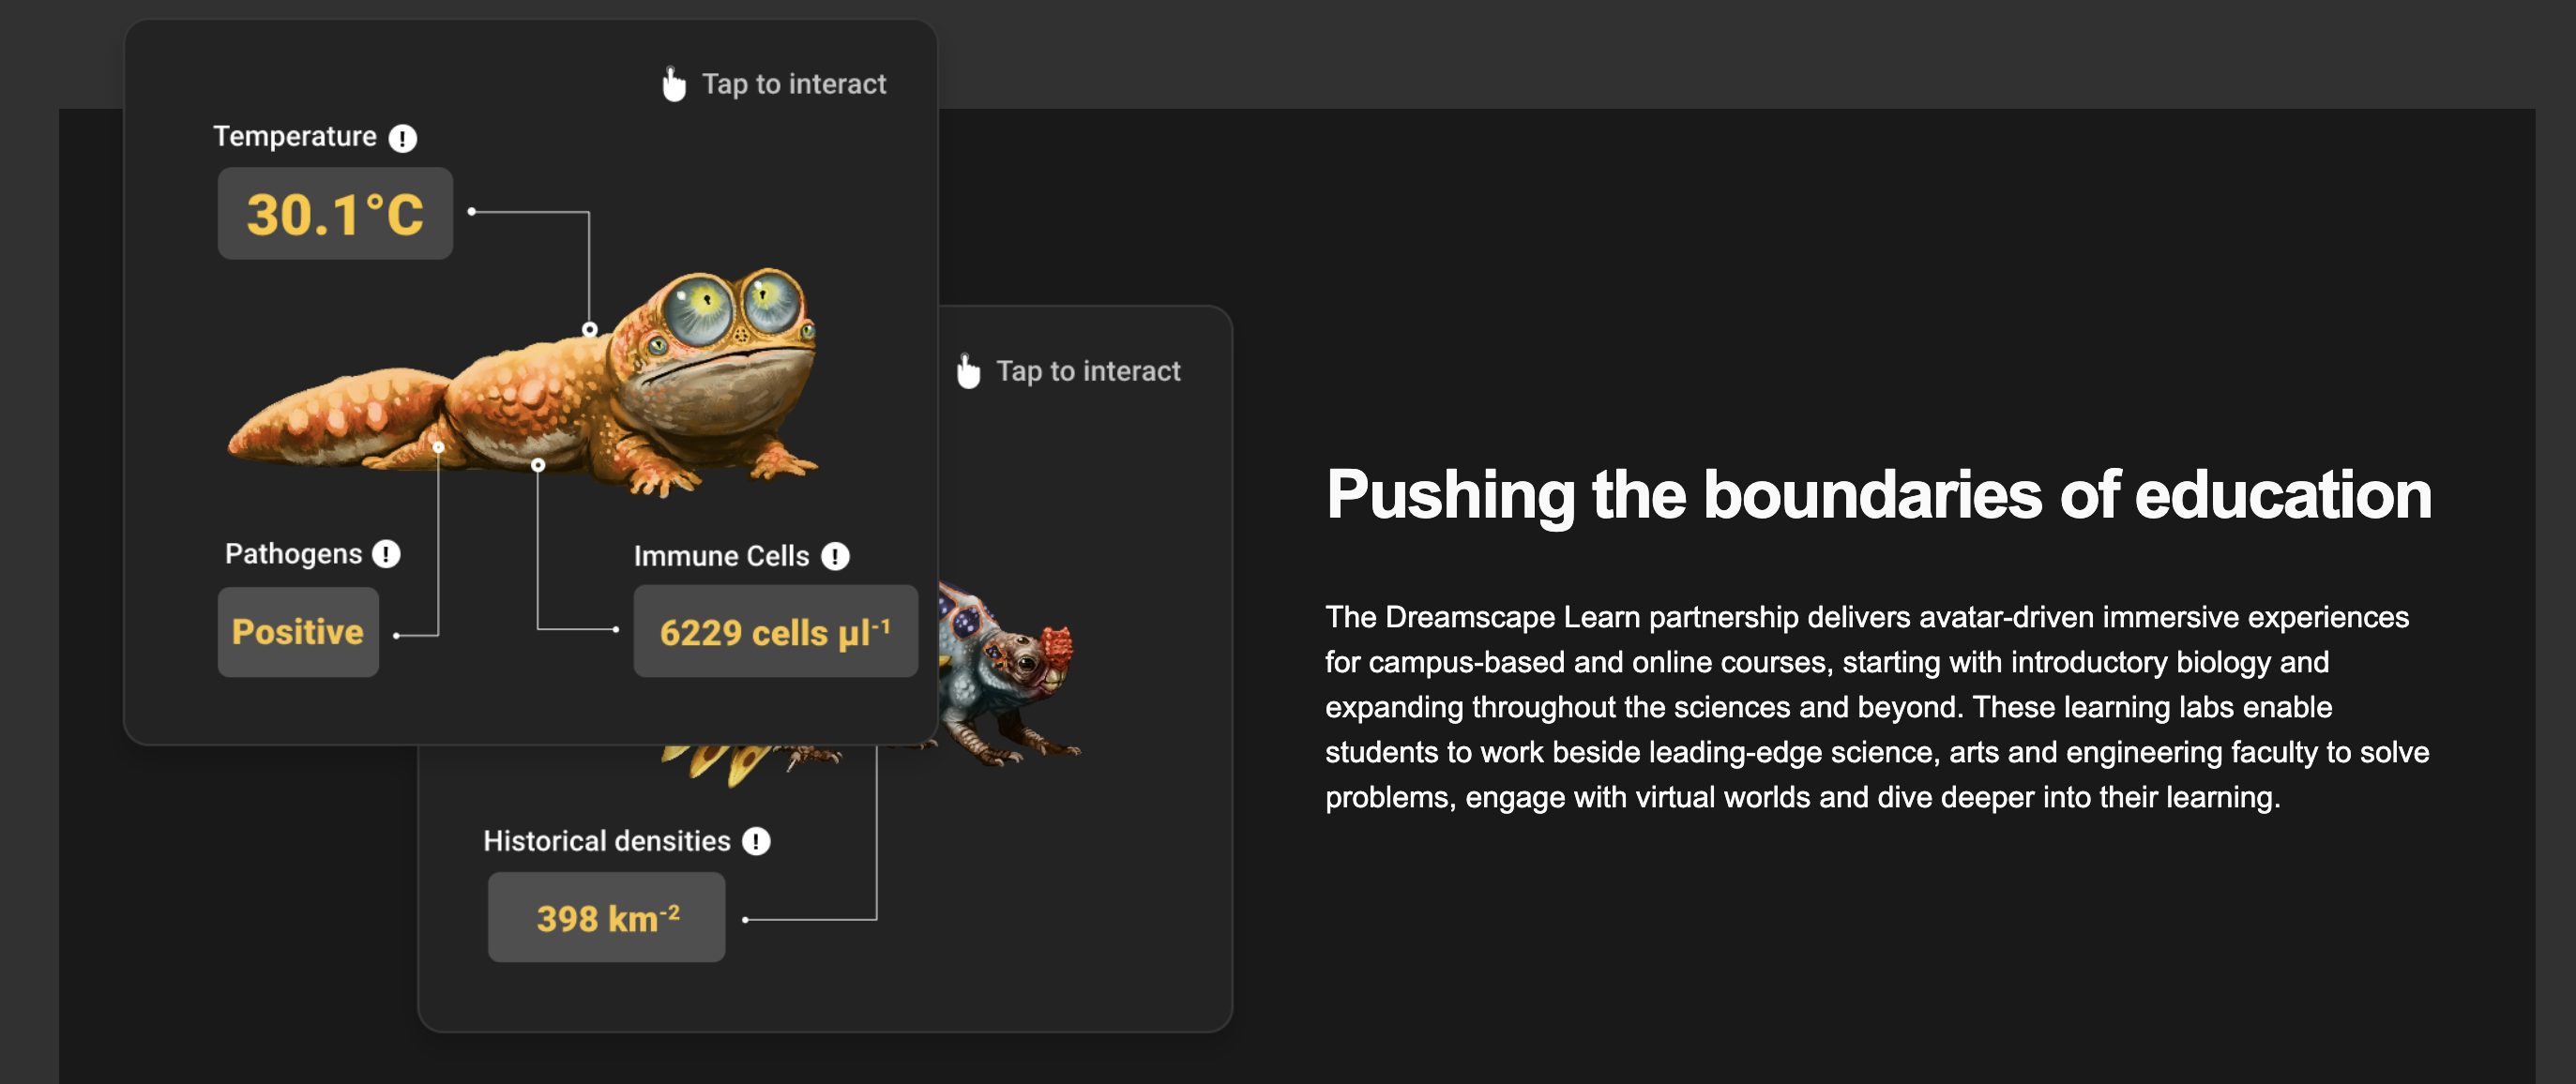 Tap to interact
Temperature !
30.1°C
Pathogens !
Positive
Immune Cells !
6229 cells µl⁻¹
Tap to interact
Historical densities !
398 km⁻²
Pushing the boundaries of education
The Dreamscape Learn partnership delivers avatar-driven immersive experiences
for campus-based and online courses, starting with introductory biology and
expanding throughout the sciences and beyond. These learning labs enable
students to work beside leading-edge science, arts and engineering faculty to solve
problems, engage with virtual worlds and dive deeper into their learning.